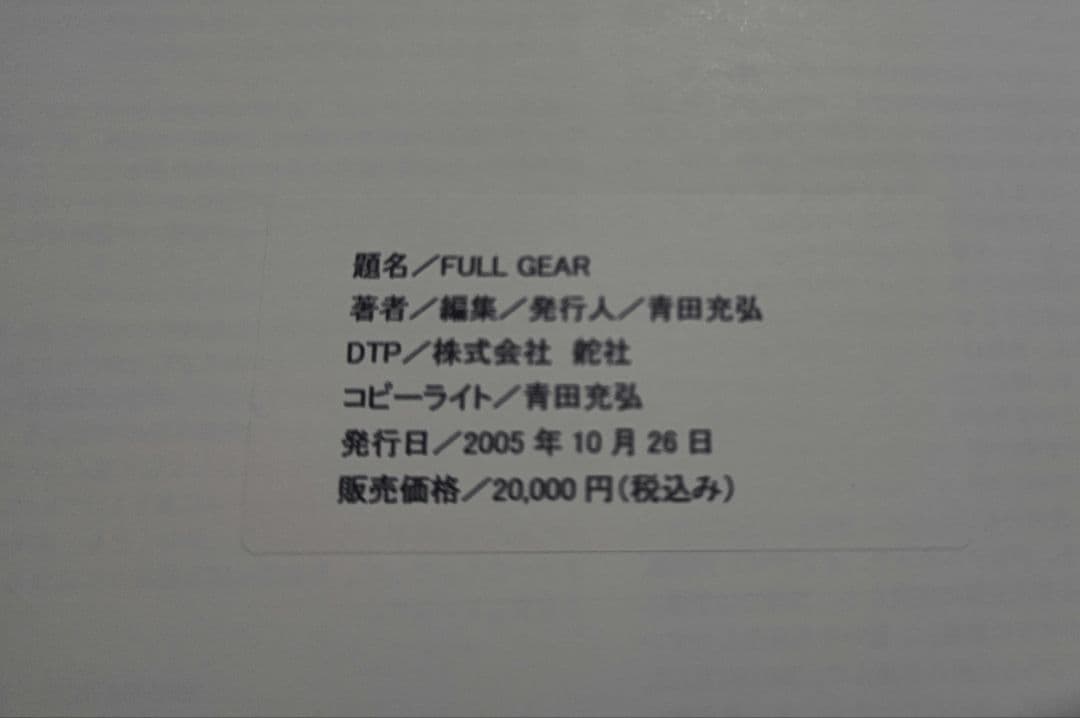 題名／FULL GEAR
著者／編集／発行人／青田充弘
DTP／株式会社 舵社
コピーライト／青田充弘
発行日／2005 年 10 月 26 日
販売価格／20,000 円（税込み）